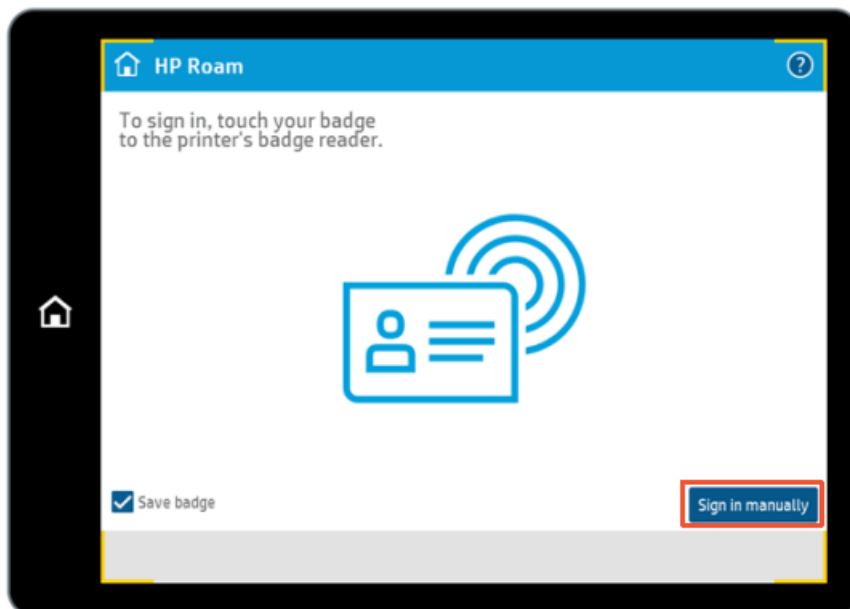 HP Roam
?
To sign in, touch your badge
to the printer's badge reader.
Save badge
Sign in manually